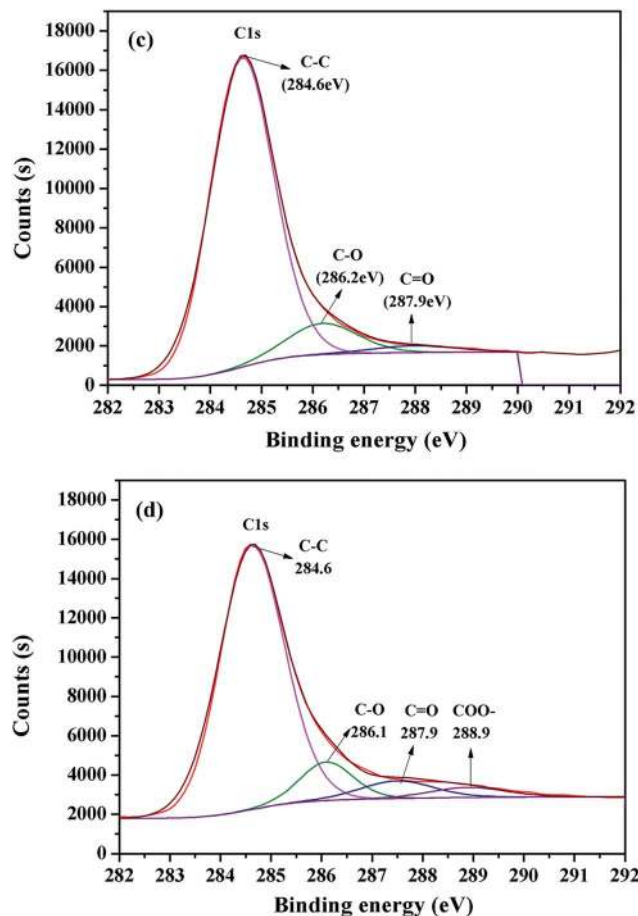 (c)
C1s
C-C
(284.6eV)
C-O
(286.2eV)
C=O
(287.9eV)
Counts (s)
18000
16000
14000
12000
10000
8000
6000
4000
2000
0
282 283 284 285 286 287 288 289 290 291 292
Binding energy (eV)
(d)
C1s
C-C
284.6
C-O
286.1
C=O
287.9
COO-
288.9
Counts (s)
18000
16000
14000
12000
10000
8000
6000
4000
2000
0
282 283 284 285 286 287 288 289 290 291 292
Binding energy (eV)